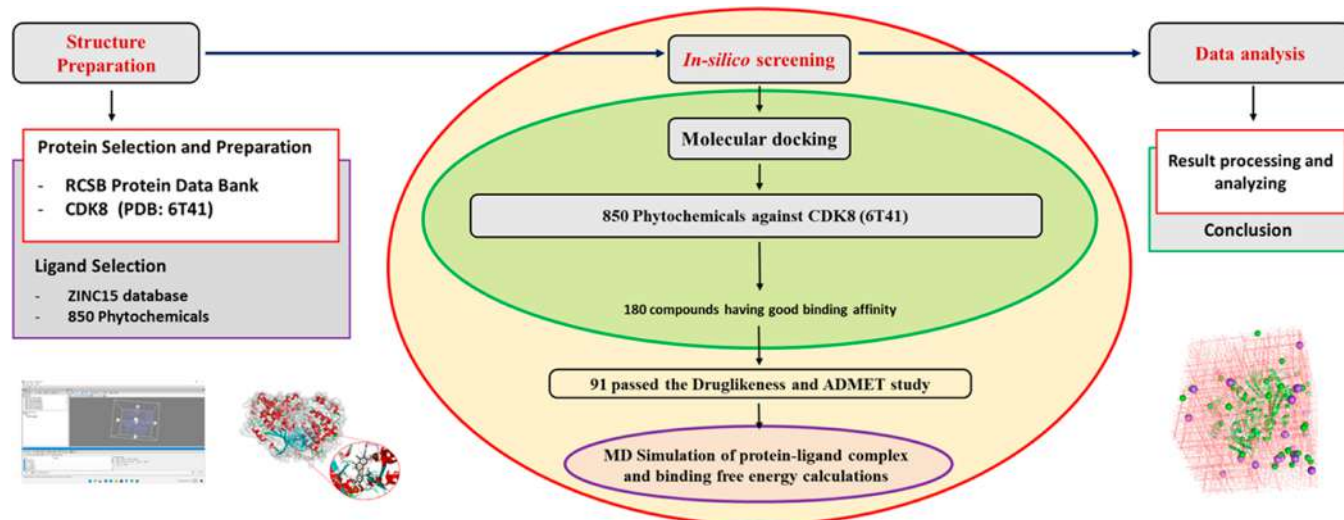 Structure
Preparation
Protein Selection and Preparation
- RCSB Protein Data Bank
- CDK8 (PDB: 6T41)
Ligand Selection
- ZINC15 database
- 850 Phytochemicals
In-silico screening
Molecular docking
850 Phytochemicals against CDK8 (6T41)
180 compounds having good binding affinity
91 passed the Druglikeness and ADMET study
MD Simulation of protein-ligand complex
and binding free energy calculations
Data analysis
Result processing and
analyzing
Conclusion